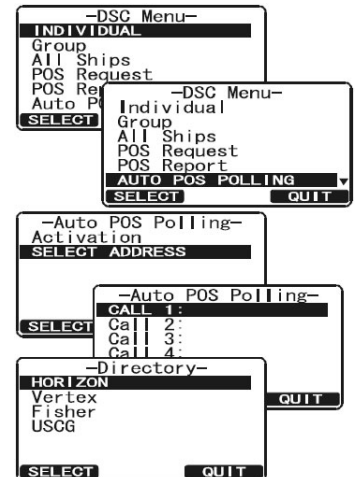 —DSC Menu—
INDIVIDUAL
Group
All Ships
POS Request
POS Re
Auto P
SELECT
—DSC Menu—
Individual
Group
All Ships
POS Request
POS Report
AUTO POS POLLING
SELECT QUIT
—Auto POS Polling—
Activation
SELECT ADDRESS
SELECT
—Auto POS Polling—
CALL 1:
Call 2:
Call 3:
Call 4:
QUIT
—Directory—
HORIZON
Vertex
Fisher
USCG
SELECT QUIT